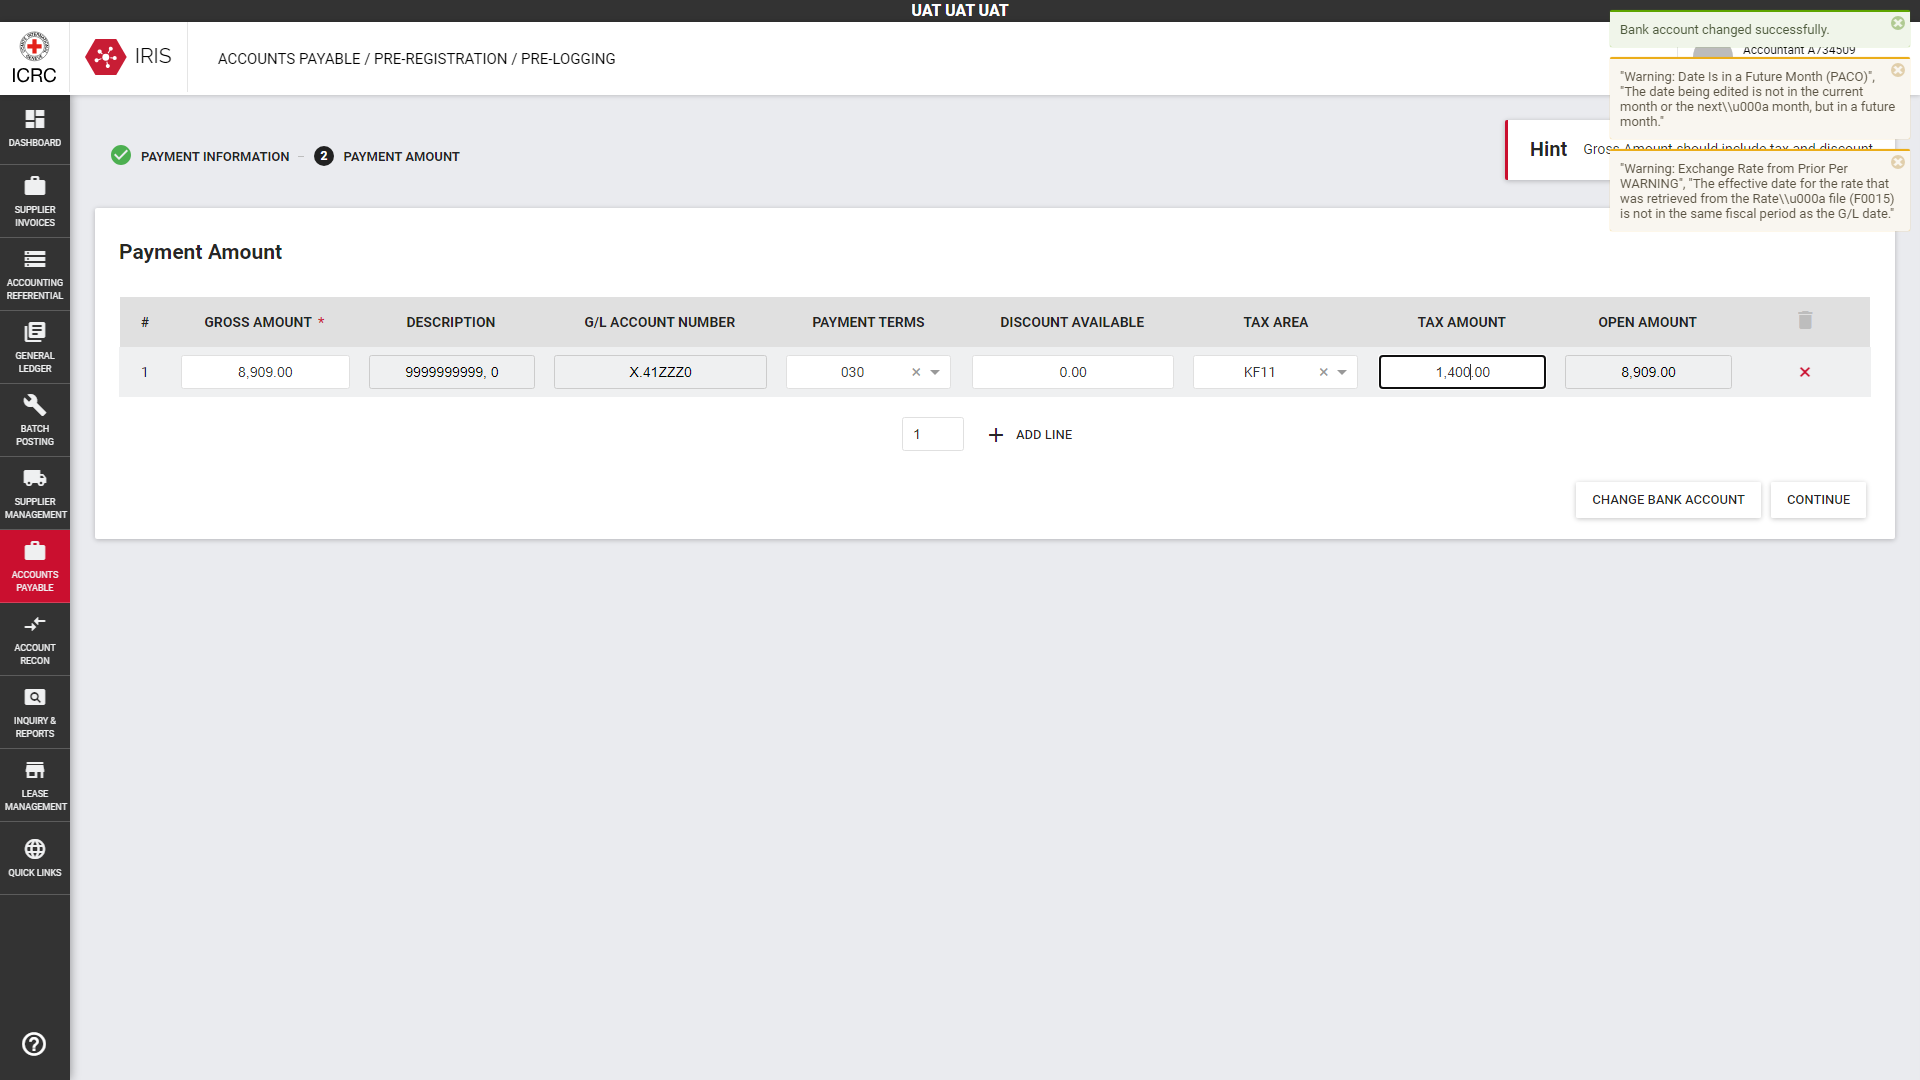 UAT UAT UAT
ICRC
IRIS
ACCOUNTS PAYABLE / PRE-REGISTRATION / PRE-LOGGING
Accountant A734509
Bank account changed successfully.
"Warning: Date Is in a Future Month (PACO)",
"The date being edited is not in the current
month or the next\\u000a month, but in a future
month."
"Warning: Exchange Rate from Prior Per
WARNING", "The effective date for the rate that
was retrieved from the Rate\\u000a file (F0015)
is not in the same fiscal period as the G/L date."
DASHBOARD
SUPPLIER
INVOICES
ACCOUNTING
REFERENTIAL
GENERAL
LEDGER
BATCH
POSTING
SUPPLIER
MANAGEMENT
ACCOUNTS
PAYABLE
ACCOUNT
RECON
INQUIRY &
REPORTS
LEASE
MANAGEMENT
QUICK LINKS
PAYMENT INFORMATION
2 PAYMENT AMOUNT
Hint Gross Amount should include tax and discount
Payment Amount
# GROSS AMOUNT * DESCRIPTION G/L ACCOUNT NUMBER PAYMENT TERMS DISCOUNT AVAILABLE TAX AREA TAX AMOUNT OPEN AMOUNT
1 8,909.00 9999999999, 0 X.41ZZZ0 030 0.00 KF11 1,400.00 8,909.00
1 ADD LINE
CHANGE BANK ACCOUNT CONTINUE